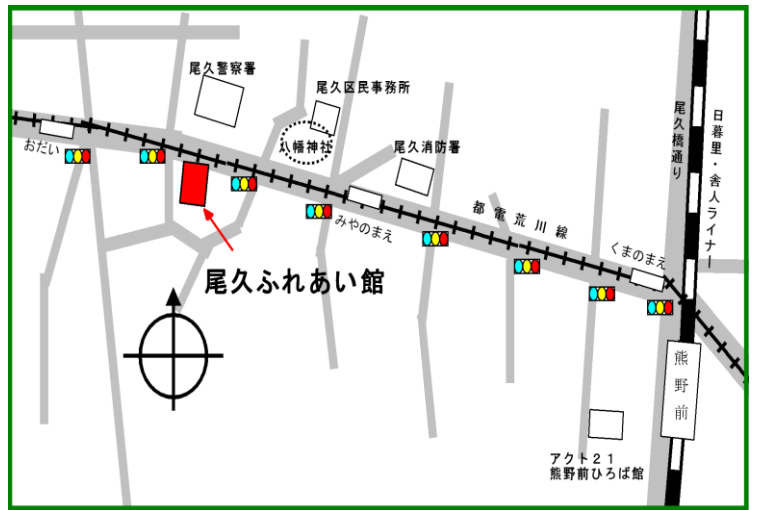 尾久警察署
尾久区民事務所
八幡神社
尾久消防署
尾久橋通り
日暮里・舎人ライナー
おだい
みやのまえ
都電荒川線
くまのまえ
尾久ふれあい館
熊野前
アクト21
熊野前ひろば館